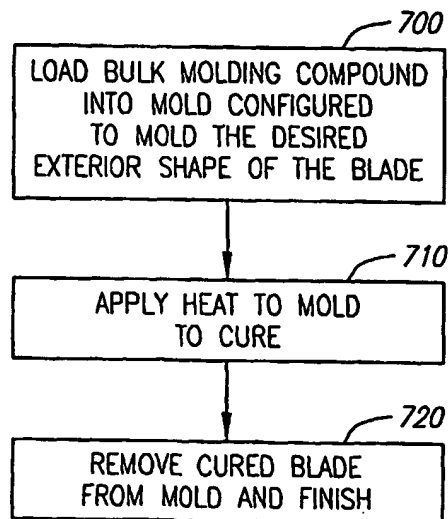 700
LOAD BULK MOLDING COMPOUND
INTO MOLD CONFIGURED
TO MOLD THE DESIRED
EXTERIOR SHAPE OF THE BLADE
710
APPLY HEAT TO MOLD
TO CURE
720
REMOVE CURED BLADE
FROM MOLD AND FINISH